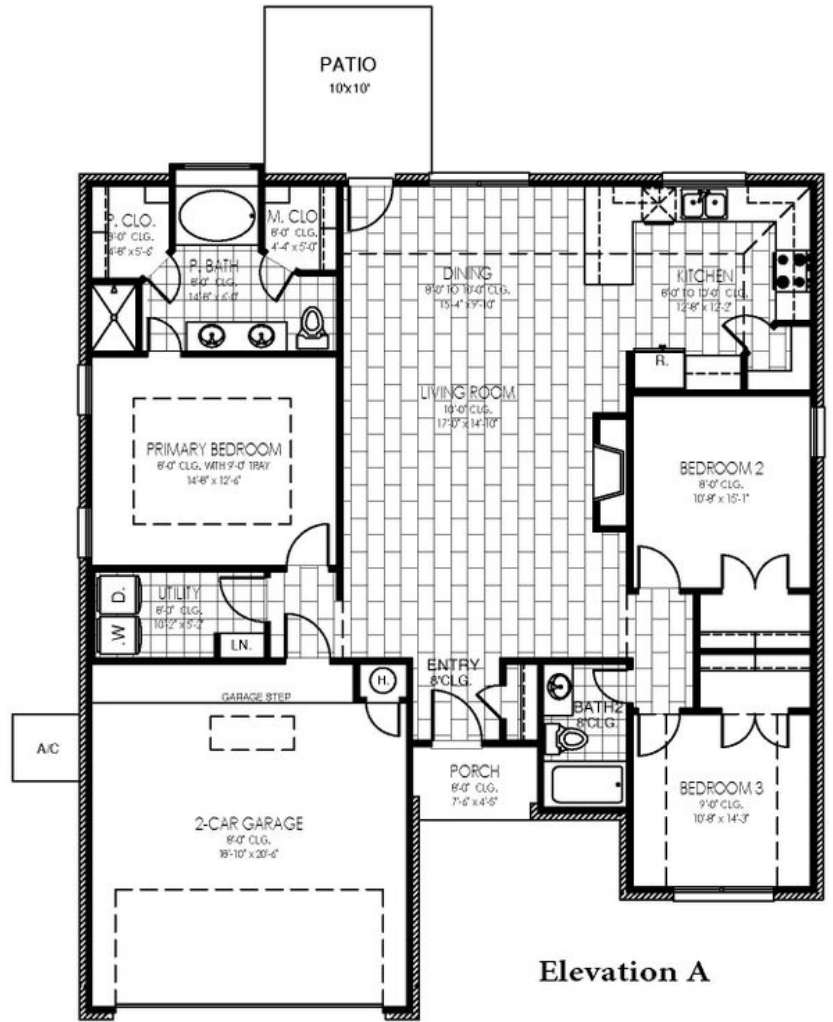 PATIO
10'x10'
P. CLO.
8'-0" CLG.
4'-8" x 5'-6"
M. CLO
8'-0" CLG.
4'-4" x 5'-0"
P. BATH
8'-0" CLG.
14'-8" x 6'-0"
DINING
8'-0" TO 10'-0" CLG.
15'-4" x 9'-10"
KITCHEN
8'-0" TO 10'-0" CLG.
12'-8" x 12'-2"
R.
LIVING ROOM
10'-0" CLG.
17'-0" x 14'-10"
PRIMARY BEDROOM
8'-0" CLG. WITH 9'-0" TRAY
14'-8" x 12'-6"
BEDROOM 2
8'-0" CLG.
10'-8" x 15'-1"
D.
W.
UTILITY
8'-0" CLG.
10'-2" x 5'-2"
LN.
ENTRY
8'CLG.
H.
GARAGE STEP
BATH2
8'CLG.
A/C
PORCH
8'-0" CLG.
7'-6" x 4'-5"
BEDROOM 3
9'-0" CLG.
10'-8" x 14'-3"
2-CAR GARAGE
8'-0" CLG.
18'-10" x 20'-6"
Elevation A